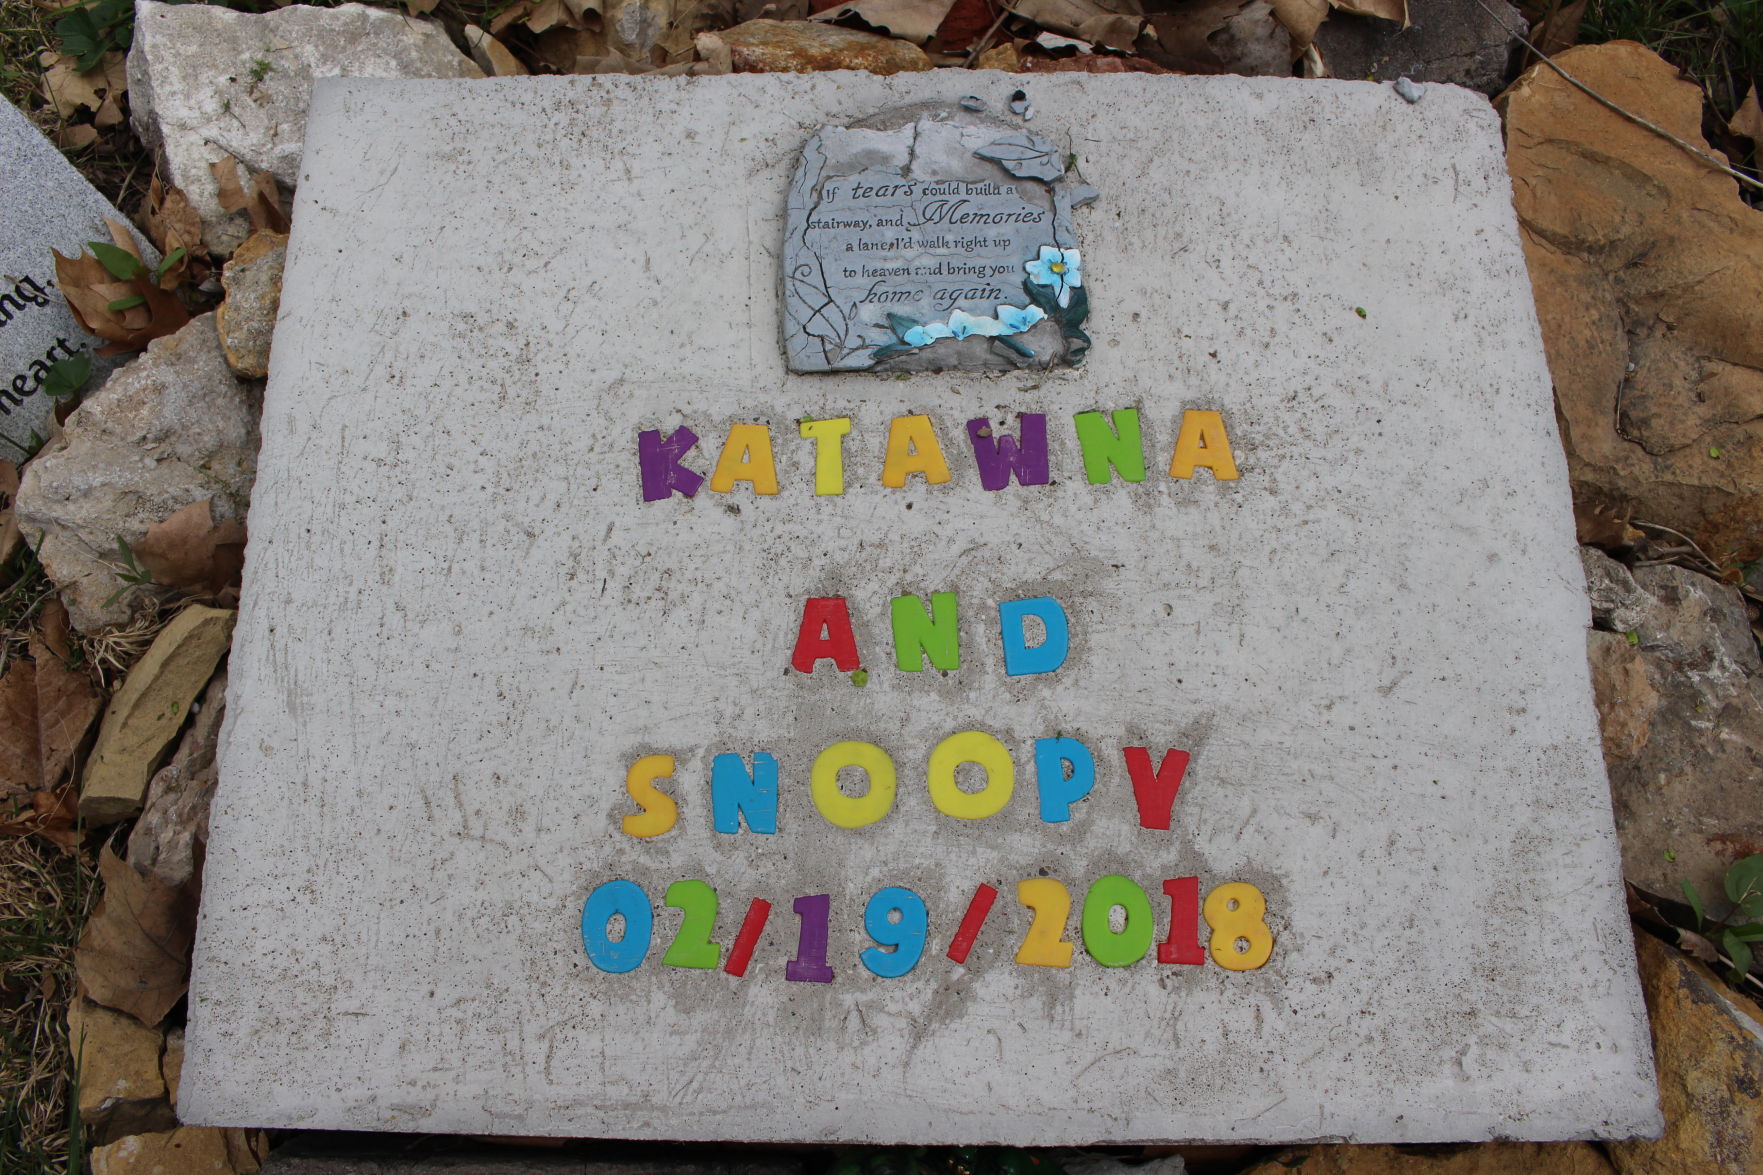 If tears could build a
stairway, and Memories
a lane, I'd walk right up
to heaven and bring you
home again.
ng,
heart.
KATAWNA
AND
SNOOPY
02/19/2018